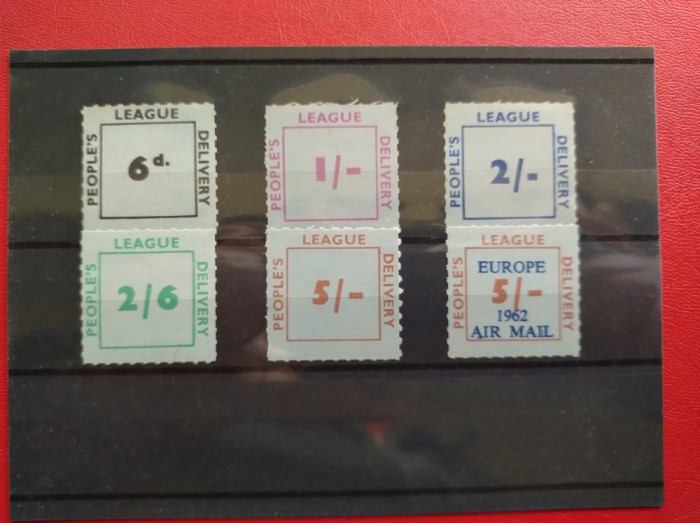 LEAGUE
PEOPLE'S
6d.
DELIVERY
LEAGUE
PEOPLE'S
1/-
DELIVERY
LEAGUE
PEOPLE'S
2/-
DELIVERY
LEAGUE
PEOPLE'S
2/6
DELIVERY
LEAGUE
PEOPLE'S
5/-
DELIVERY
LEAGUE
PEOPLE'S
EUROPE
5/-
1962
AIR MAIL
DELIVERY